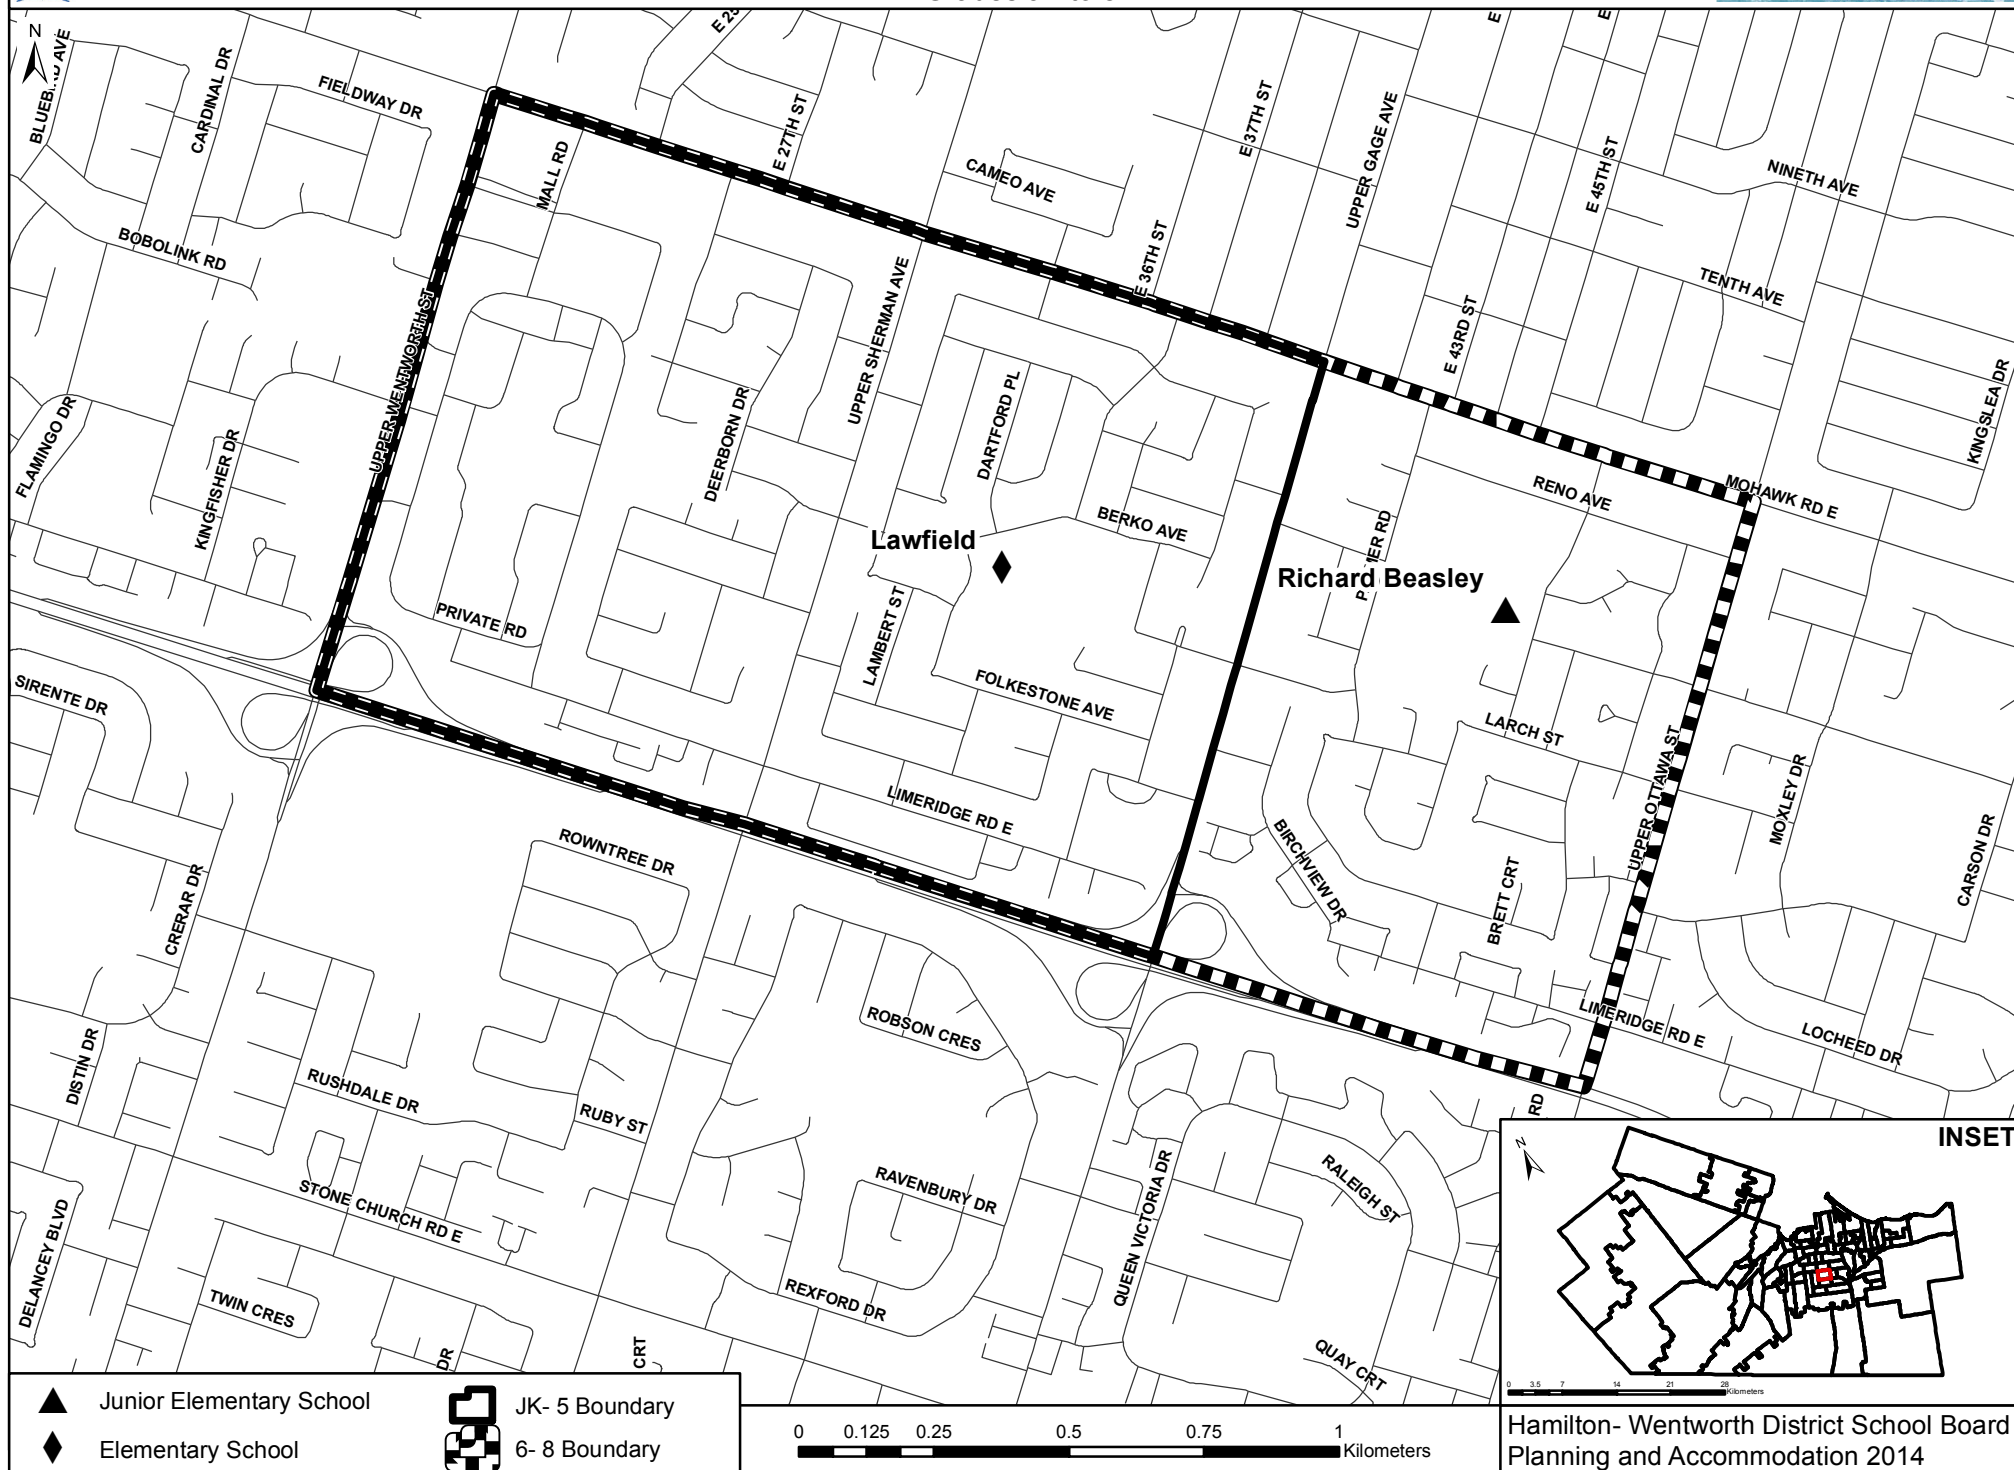 N
BLUEBIRD AVE
CARDINAL DR
FIELDWAY DR
E 25
MALL RD
E 27TH ST
CAMEO AVE
E 36TH ST
E 37TH ST
UPPER GAGE AVE
E
E
E 45TH ST
NINETH AVE
TENTH AVE
E 43RD ST
KINGSLEA DR
BOBOLINK RD
UPPER WENTWORTH ST
UPPER SHERMAN AVE
DARTFORD PL
DEERBORN DR
FLAMINGO DR
KINGFISHER DR
RENO AVE
MOHAWK RD E
BERKO AVE
Lawfield
Richard Beasley
PRIVATE RD
LAMBERT ST
FOLKESTONE AVE
SIRENTE DR
LARCH ST
UPPER OTTAWA ST
MOXLEY DR
CARSON DR
LIMERIDGE RD E
ROWNTREE DR
BIRCHVIEW DR
BRETT CRT
CRERAR DR
ROBSON CRES
LIMERIDGE RD E
LOCHEED DR
DISTIN DR
RUSHDALE DR
RUBY ST
RD
RAVENBURY DR
QUEEN VICTORIA DR
RALEIGH ST
STONE CHURCH RD E
DELANCEY BLVD
TWIN CRES
REXFORD DR
DR
CRT
QUAY CRT
INSET
N
0 3.5 7 14 21 28
Kilometers
Junior Elementary School
Elementary School
JK- 5 Boundary
6- 8 Boundary
0 0.125 0.25 0.5 0.75 1
Kilometers
Hamilton- Wentworth District School Board
Planning and Accommodation 2014